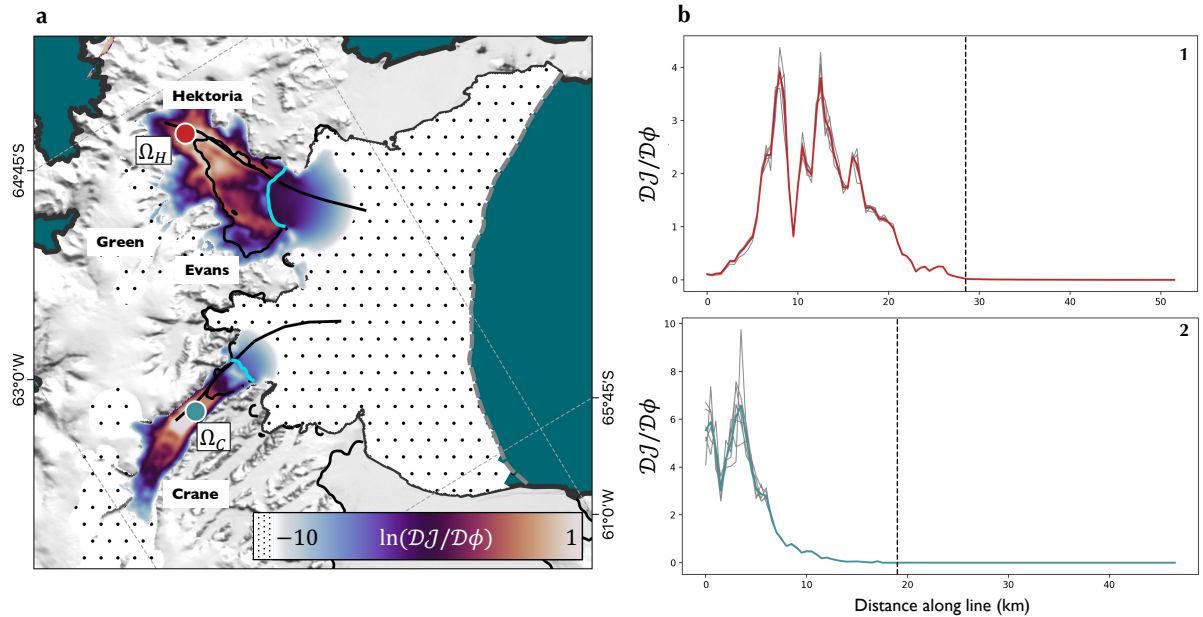 a
b
Hektoria
Ω_H
Green
Evans
Ω_C
Crane
64°45'S
63°0'W
65°45'S
61°0'W
−10 ln(𝒟𝒥/𝒟ϕ) 1
1
𝒟𝒥/𝒟ϕ
4
3
2
1
0
0 10 20 30 40 50
2
𝒟𝒥/𝒟ϕ
10
8
6
4
2
0
0 10 20 30 40
Distance along line (km)